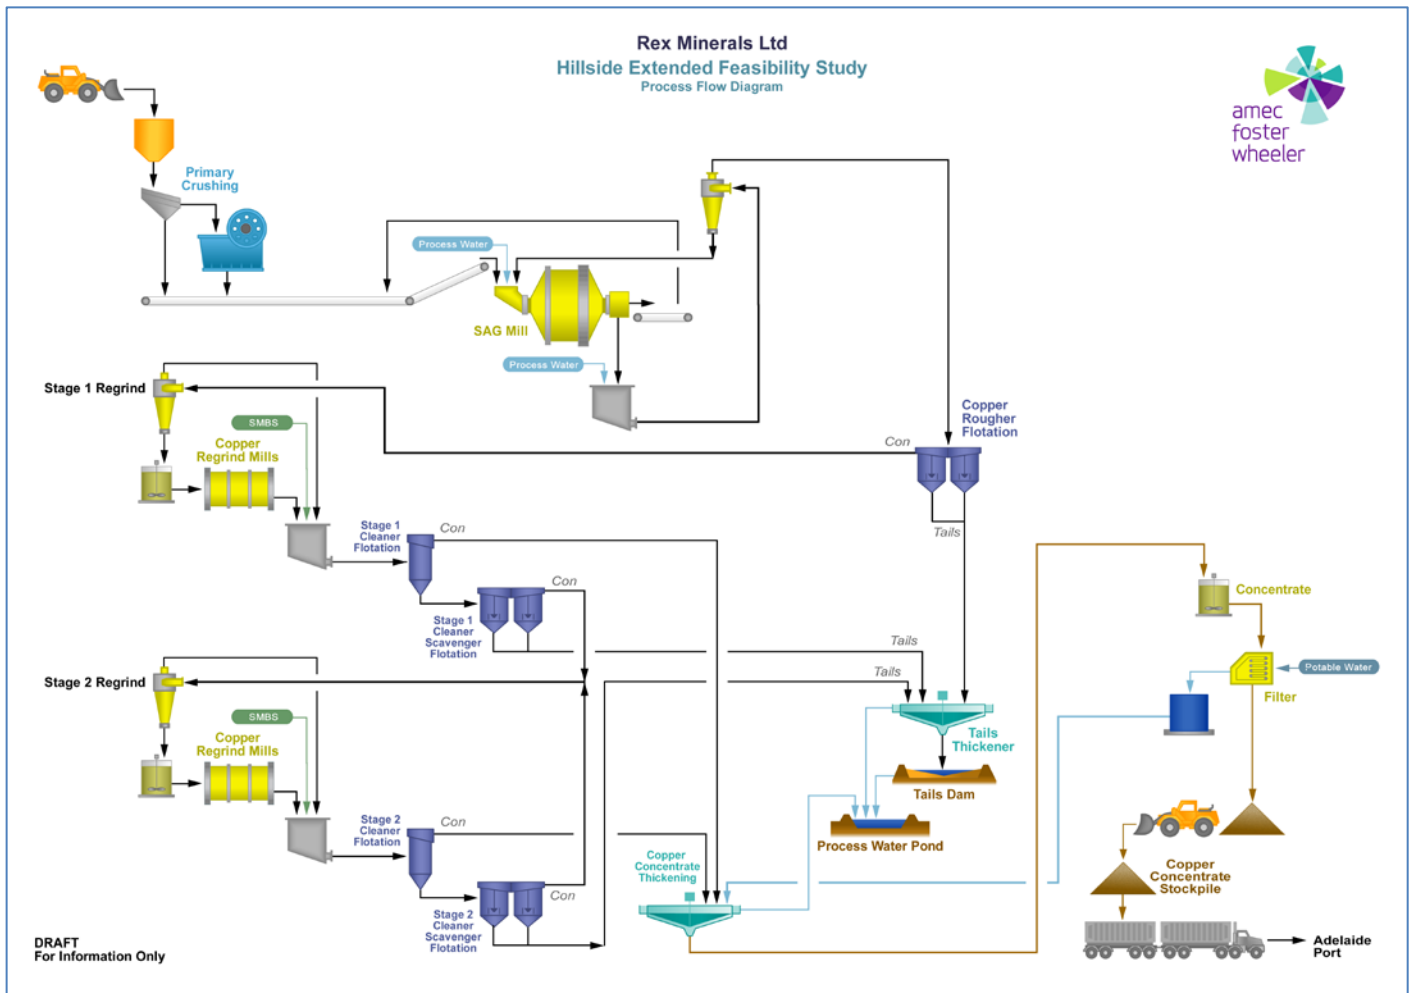 Rex Minerals Ltd
Hillside Extended Feasibility Study
Process Flow Diagram
amec
foster
wheeler
Primary
Crushing
Process Water
SAG Mill
Process Water
Stage 1 Regrind
SMBS
Copper
Regrind Mills
Copper
Rougher
Flotation
Con
Tails
Stage 1
Cleaner
Flotation
Con
Con
Stage 1
Cleaner
Scavenger
Flotation
Tails
Tails
Concentrate
Potable Water
Filter
Stage 2 Regrind
SMBS
Copper
Regrind Mills
Tails
Thickener
Tails Dam
Process Water Pond
Stage 2
Cleaner
Flotation
Con
Con
Stage 2
Cleaner
Scavenger
Flotation
Copper
Concentrate
Thickening
Copper
Concentrate
Stockpile
Adelaide
Port
DRAFT
For Information Only